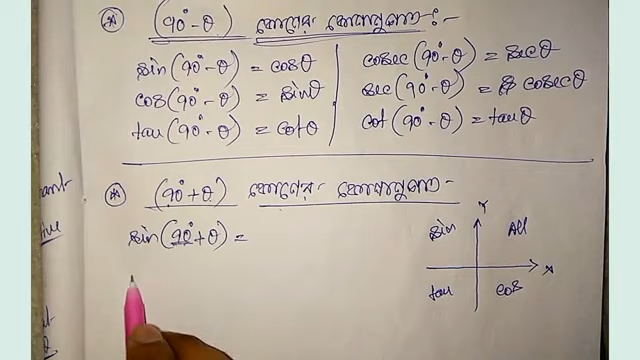 (90° - θ) কোণের কোণানুপাত :-
sin(90° - θ) = cosθ
cos(90° - θ) = sinθ
tan(90° - θ) = cotθ
cosec(90° - θ) = secθ
sec(90° - θ) = cosecθ
cot(90° - θ) = tanθ
(90° + θ) কোণের কোণানুপাত -
sin(90° + θ) =
Y
sin All
X
tan cos